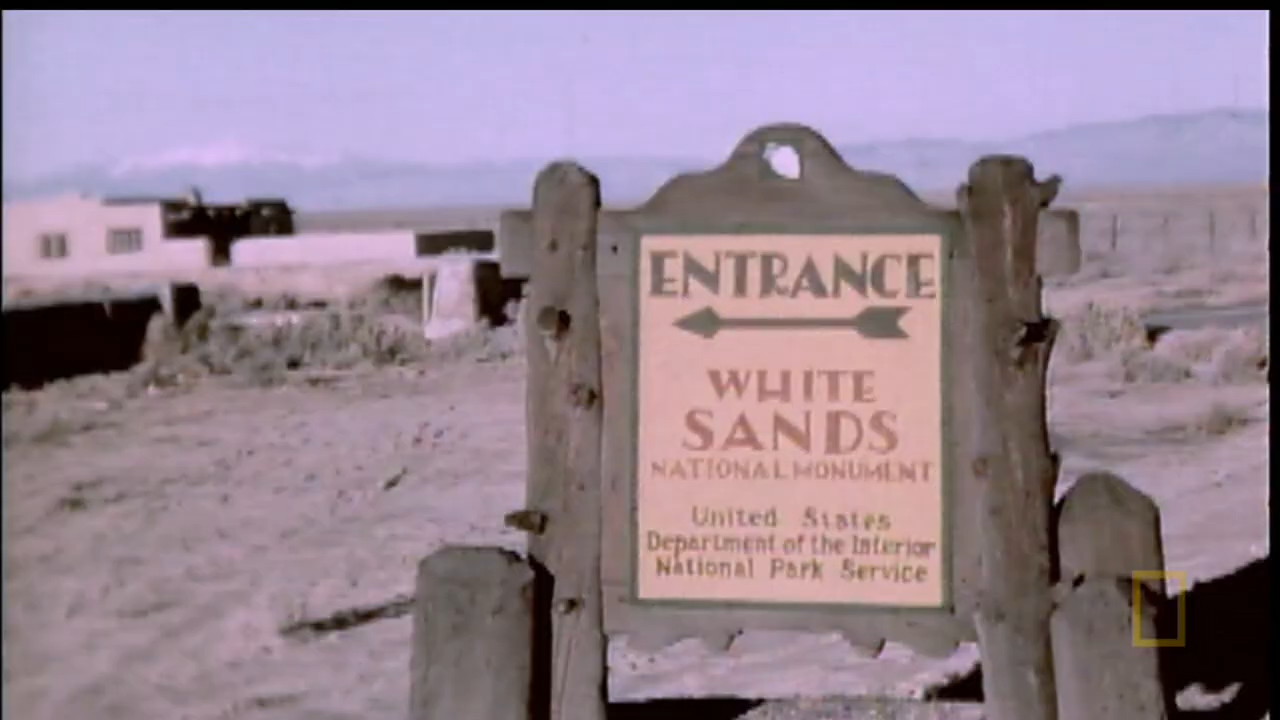 ENTRANCE
WHITE
SANDS
NATIONAL MONUMENT
United States
Department of the Interior
National Park Service